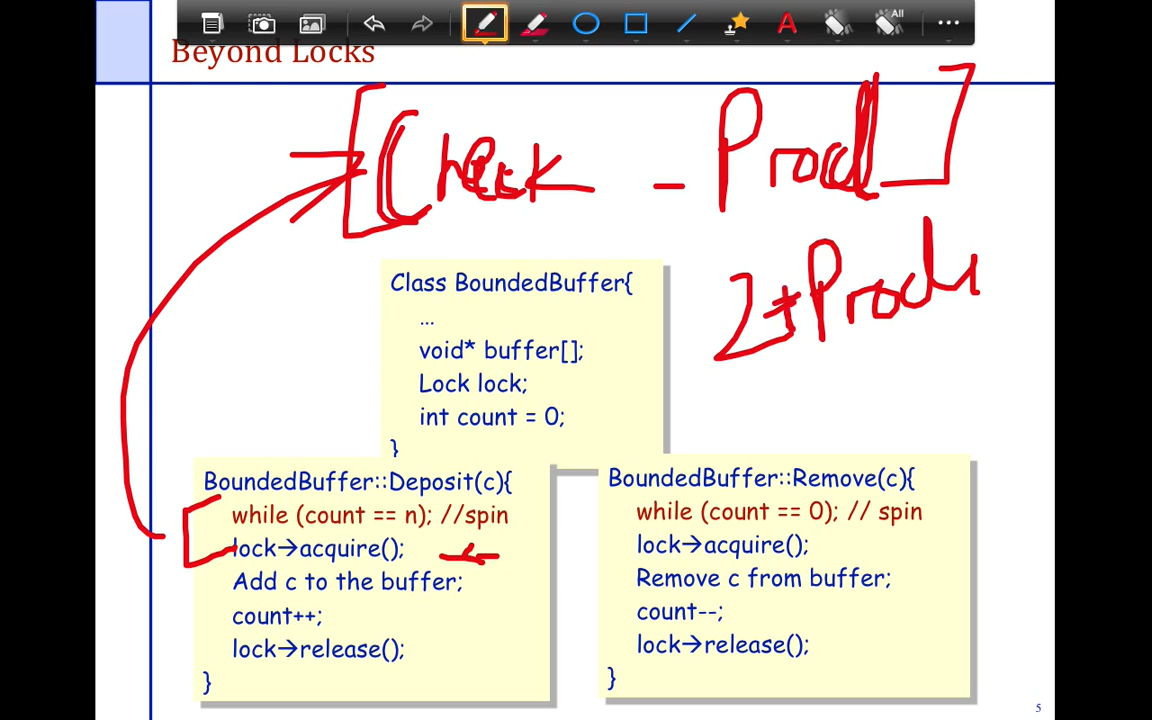 All
Beyond Locks
[Check - Prod]
2 * Prod
Class BoundedBuffer{
...
void* buffer[];
Lock lock;
int count = 0;
}
BoundedBuffer::Deposit(c){
while (count == n); //spin
lock→acquire();
Add c to the buffer;
count++;
lock→release();
}
BoundedBuffer::Remove(c){
while (count == 0); // spin
lock→acquire();
Remove c from buffer;
count--;
lock→release();
}
5